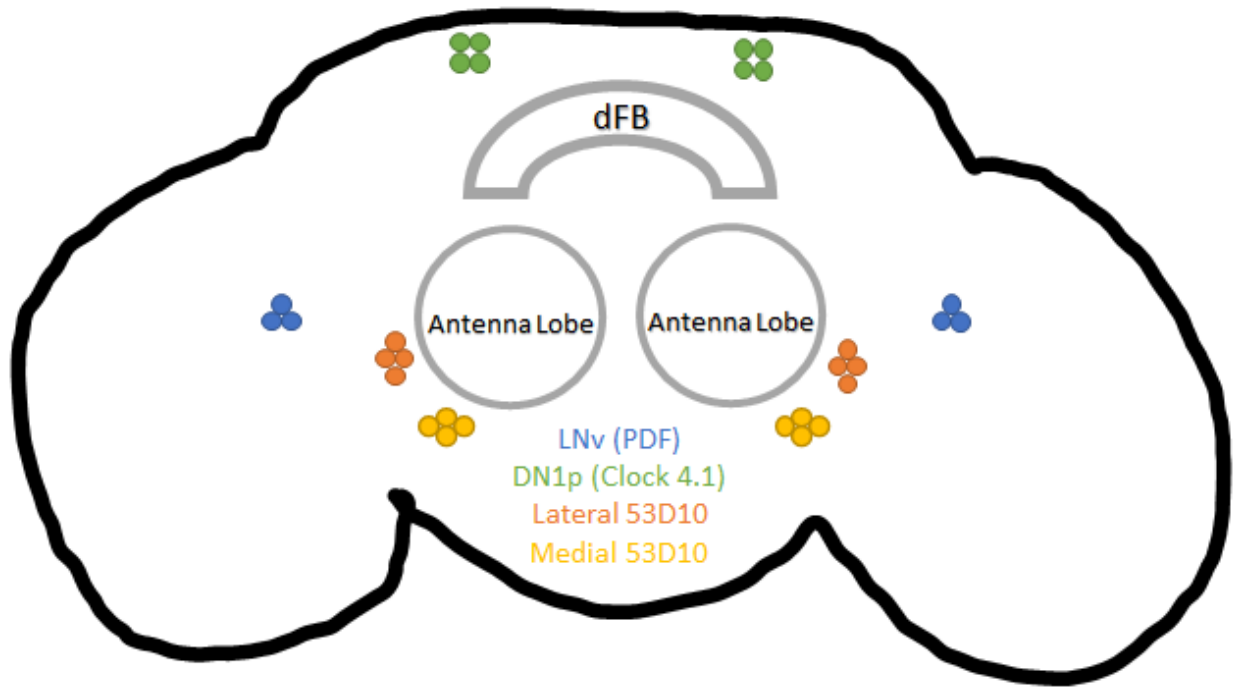 dFB
Antenna Lobe
Antenna Lobe
LNv (PDF)
DN1p (Clock 4.1)
Lateral 53D10
Medial 53D10